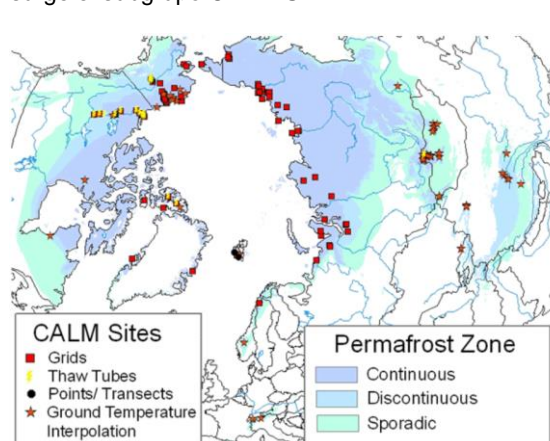 CALM Sites
Grids
Thaw Tubes
Points/ Transects
Ground Temperature
Interpolation
Permafrost Zone
Continuous
Discontinuous
Sporadic